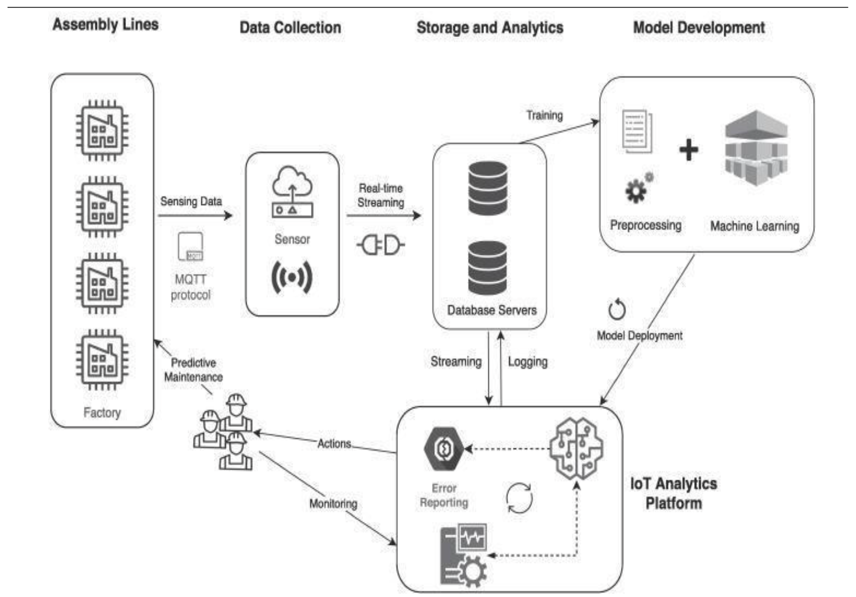 Assembly Lines
Data Collection
Storage and Analytics
Model Development
Training
Sensing Data
MQTT
protocol
Sensor
Real-time
Streaming
Database Servers
Preprocessing
Machine Learning
Model Deployment
Streaming
Logging
Predictive
Maintenance
Factory
Actions
Monitoring
Error
Reporting
IoT Analytics
Platform